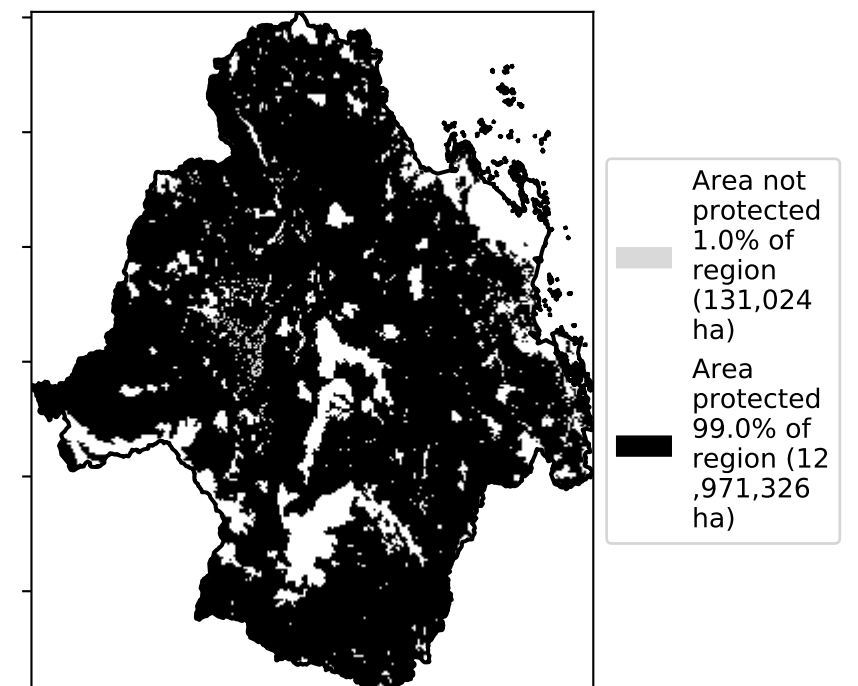 Area not
protected
1.0% of
region
(131,024
ha)
Area
protected
99.0% of
region (12
,971,326
ha)